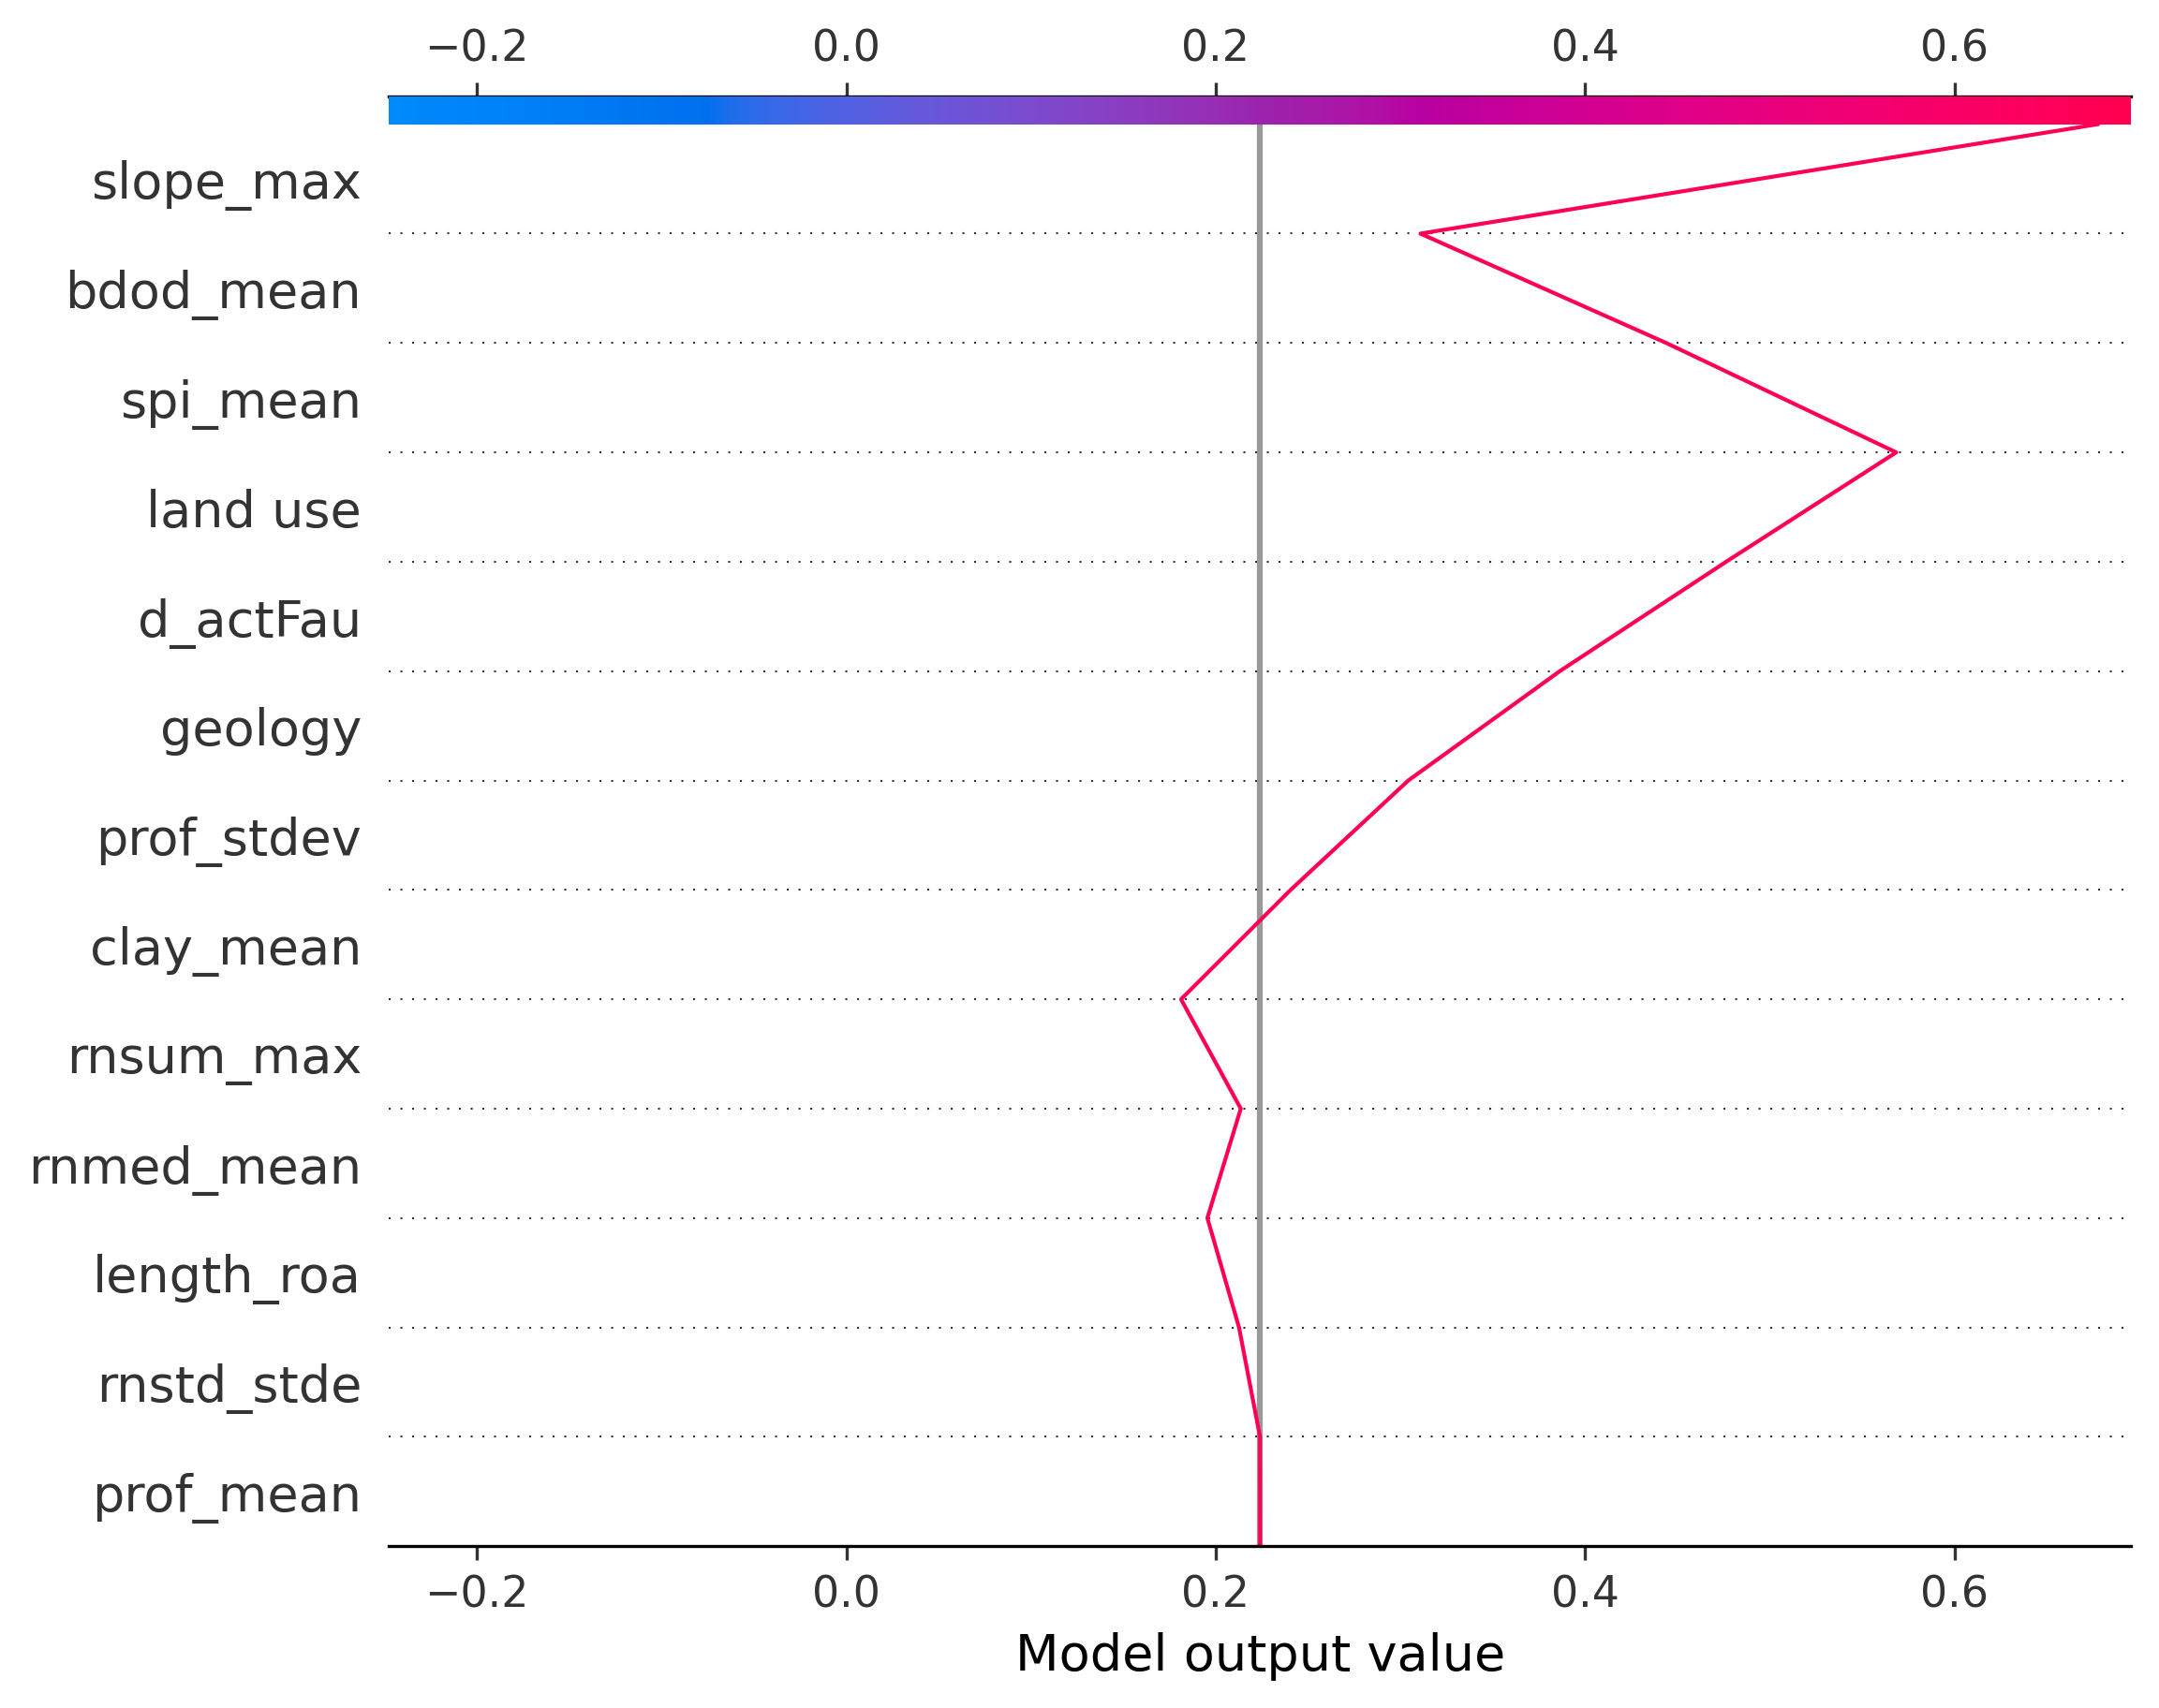 −0.2 0.0 0.2 0.4 0.6
slope_max
bdod_mean
spi_mean
land use
d_actFau
geology
prof_stdev
clay_mean
rnsum_max
rnmed_mean
length_roa
rnstd_stde
prof_mean
−0.2 0.0 0.2 0.4 0.6
Model output value